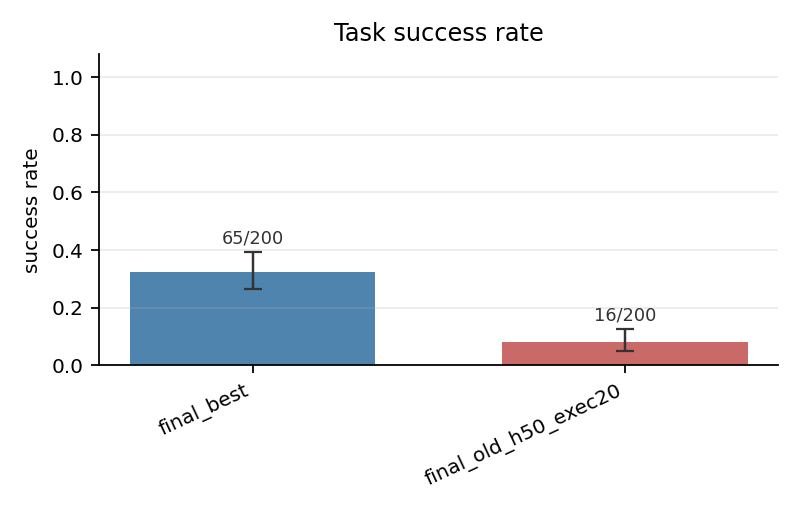 Task success rate
success rate
1.0
0.8
0.6
0.4
0.2
0.0
65/200
16/200
final_best
final_old_h50_exec20